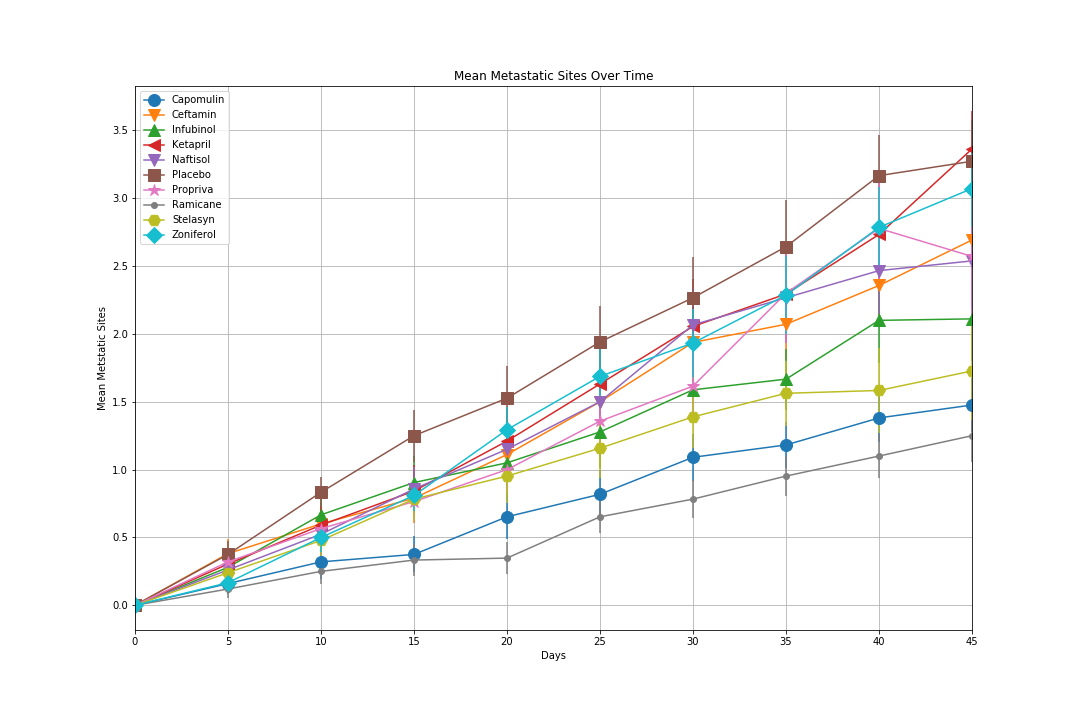 Mean Metastatic Sites Over Time
Capomulin
Ceftamin
Infubinol
Ketapril
Naftisol
Placebo
Propriva
Ramicane
Stelasyn
Zoniferol
Mean Metstatic Sites
3.5
3.0
2.5
2.0
1.5
1.0
0.5
0.0
0 5 10 15 20 25 30 35 40 45
Days